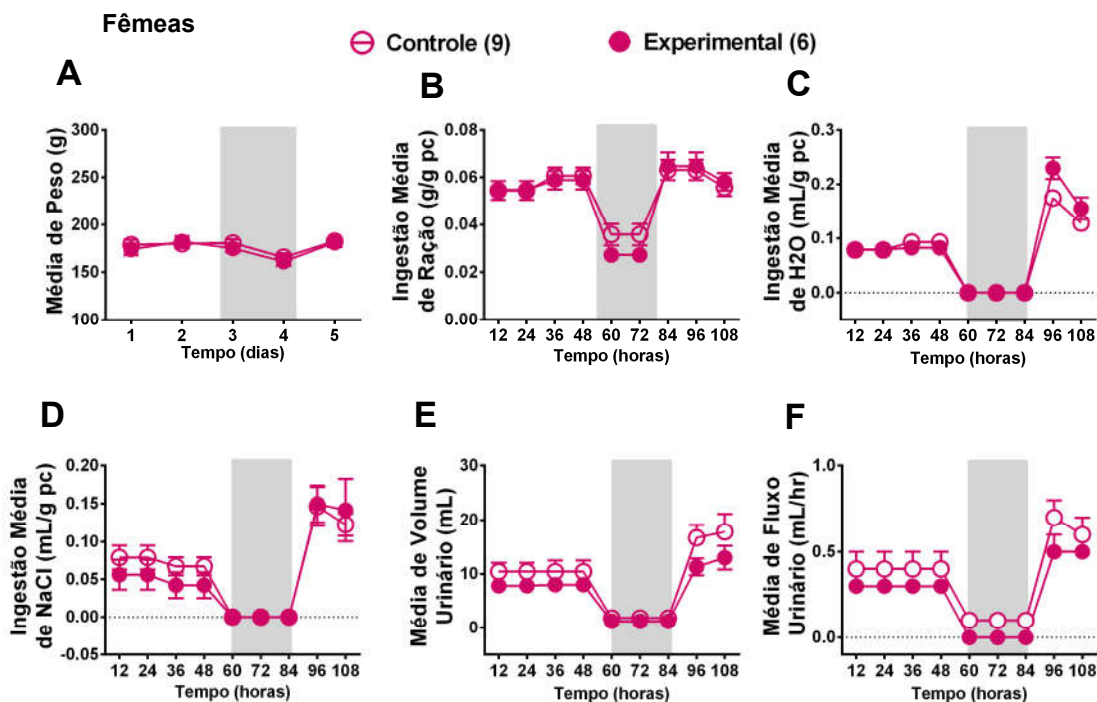 Fêmeas
Controle (9)
Experimental (6)
A
Média de Peso (g)
300
250
200
150
100
1 2 3 4 5
Tempo (dias)
B
Ingestão Média
de Ração (g/g pc)
0.08
0.06
0.04
0.02
0.00
12 24 36 48 60 72 84 96 108
Tempo (horas)
C
Ingestão Média
de H2O (mL/g pc)
0.3
0.2
0.1
0.0
12 24 36 48 60 72 84 96 108
Tempo (horas)
D
Ingestão Média
de NaCl (mL/g pc)
0.20
0.15
0.10
0.05
0.00
-0.05
12 24 36 48 60 72 84 96 108
Tempo (horas)
E
Média de Volume
Urinário (mL)
30
20
10
0
12 24 36 48 60 72 84 96 108
Tempo (horas)
F
Média de Fluxo
Urinário (mL/hr)
1.0
0.5
0.0
12 24 36 48 60 72 84 96 108
Tempo (horas)